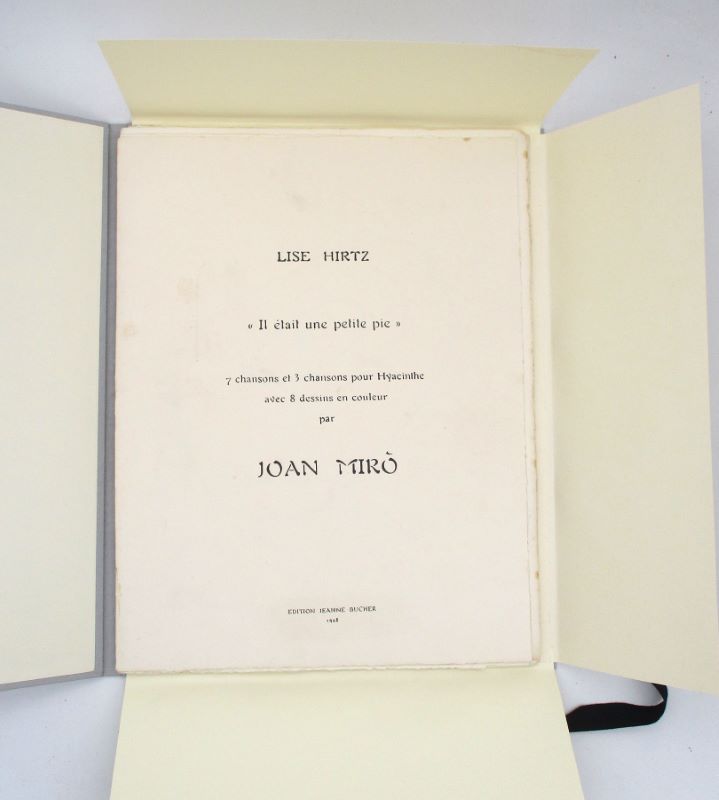 LISE HIRTZ
« Il était une petite pie »
7 chansons et 3 chansons pour Hyacinthe
avec 8 dessins en couleur
par
JOAN MIRÒ
EDITION JEANNE BUCHER
1928